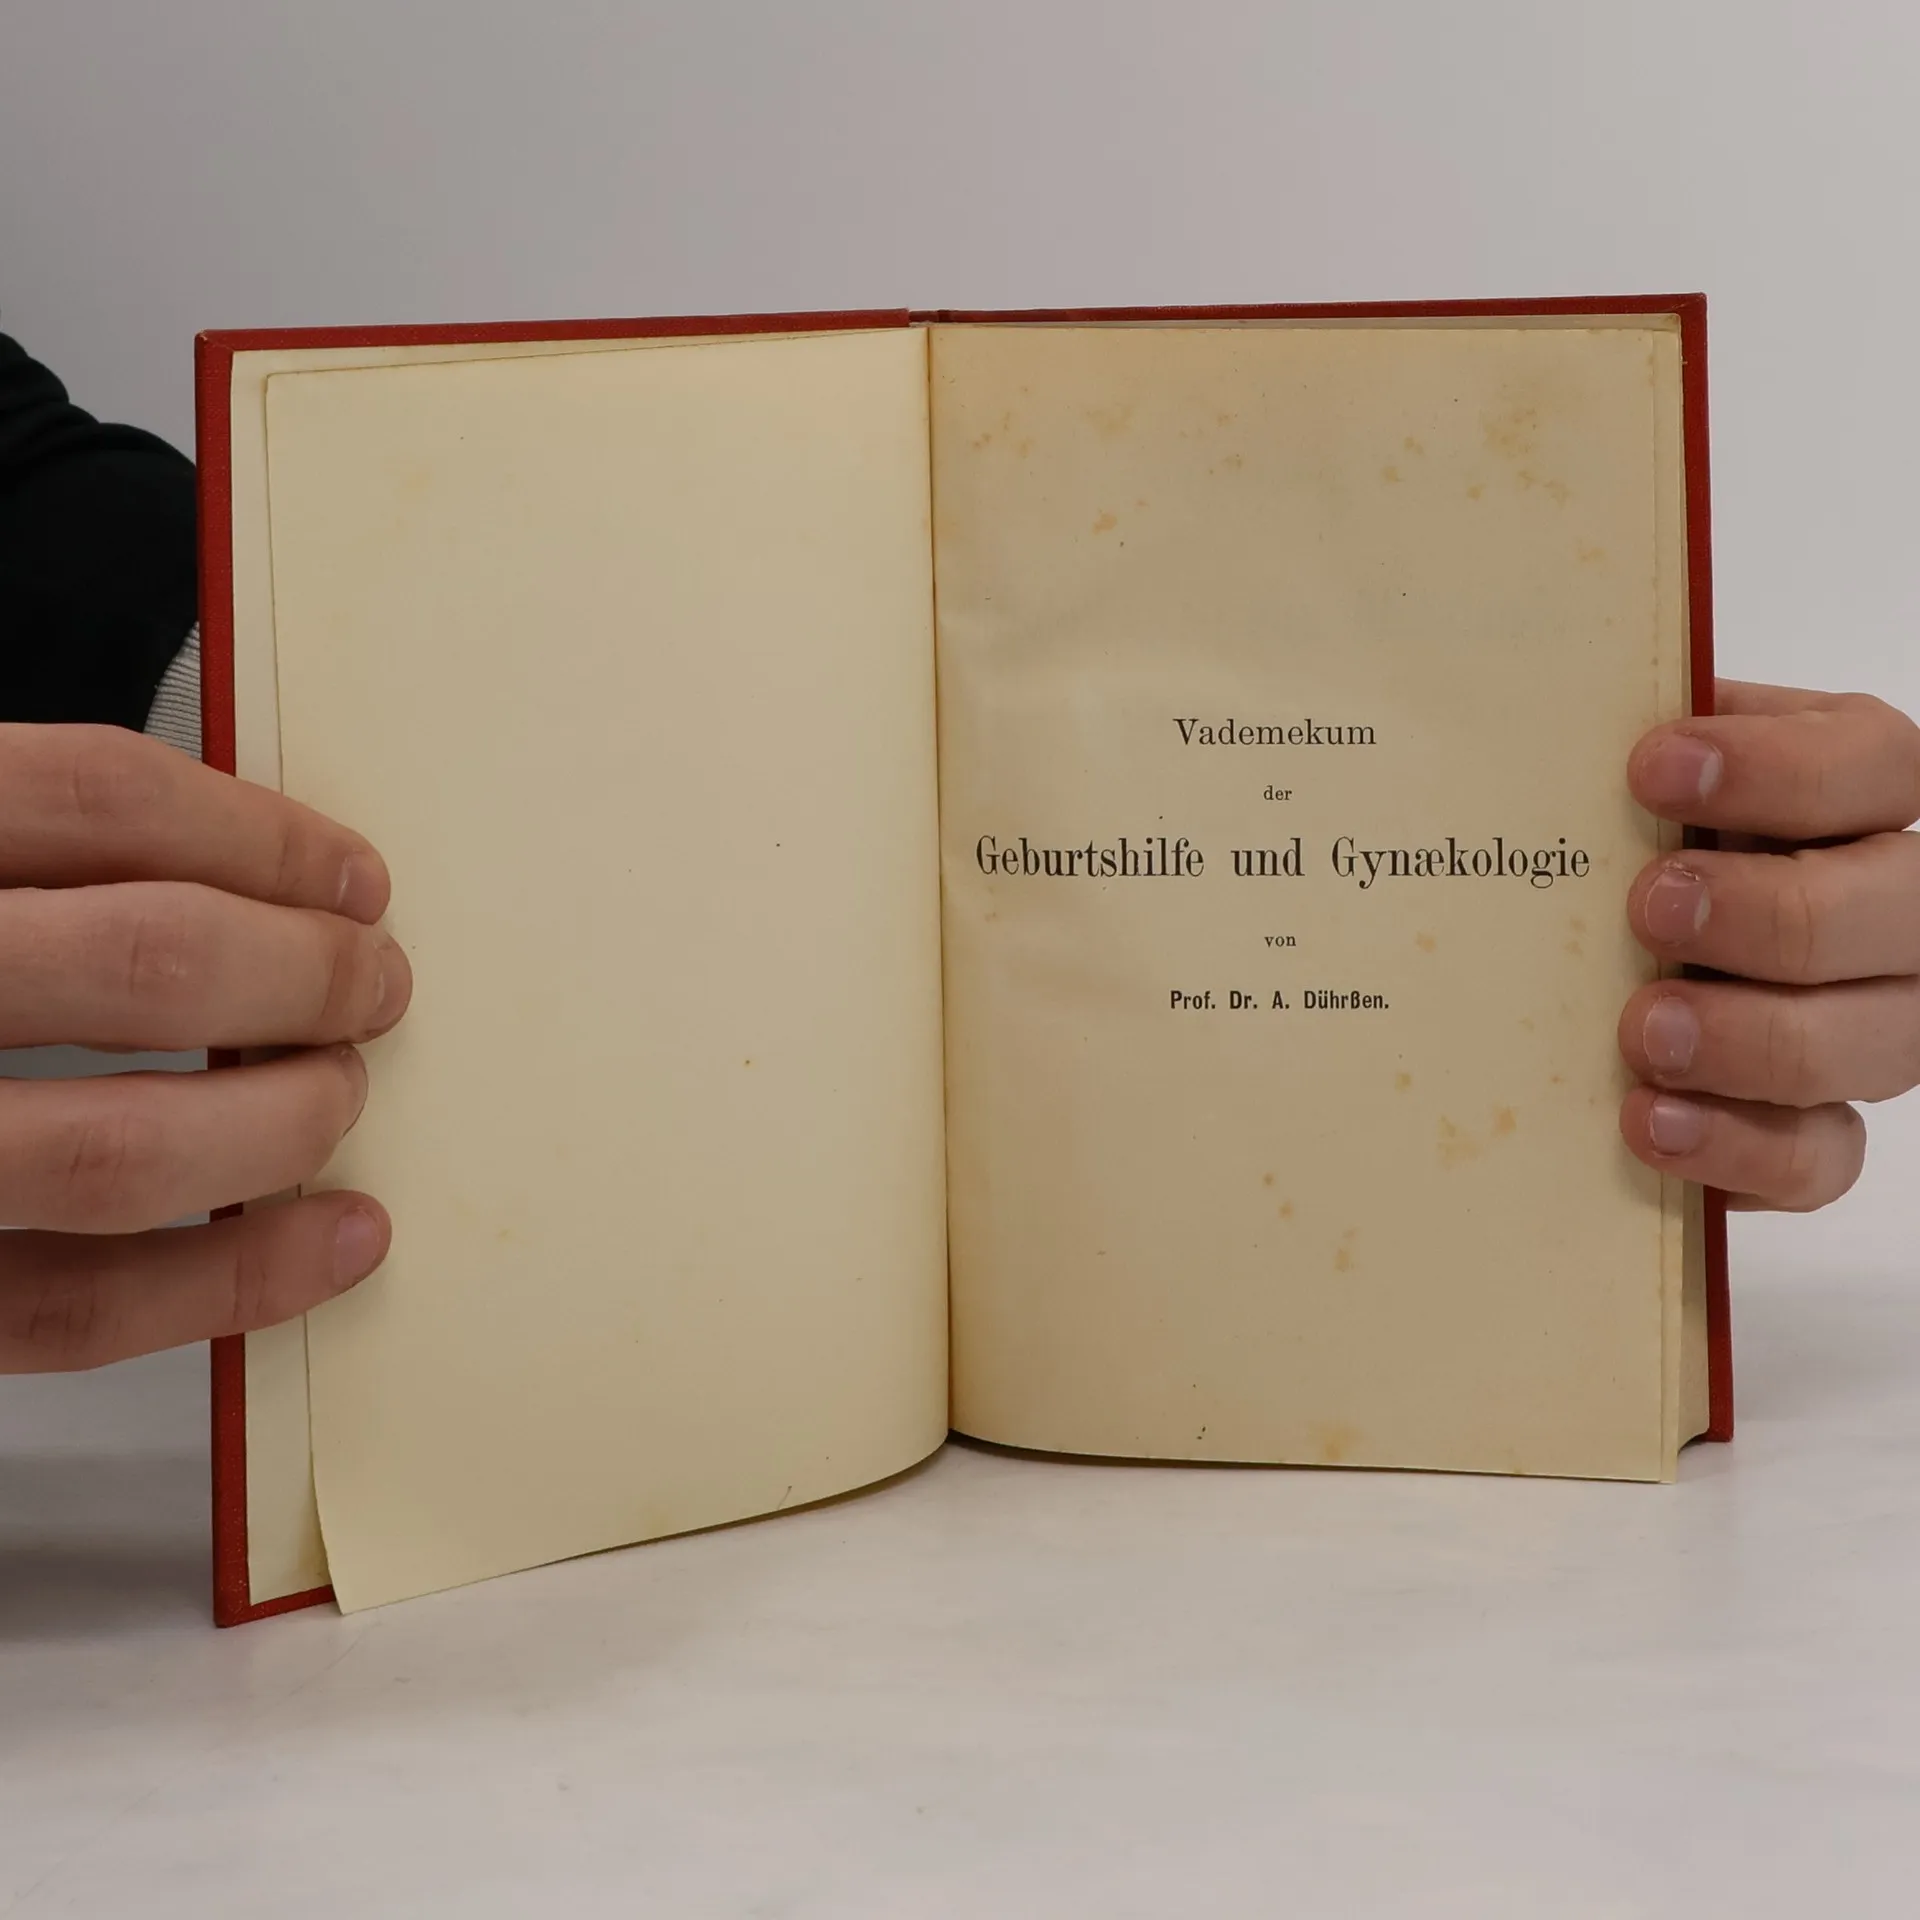 Vademekum
der
Geburtshilfe und Gynækologie
von
Prof. Dr. A. Dührßen.